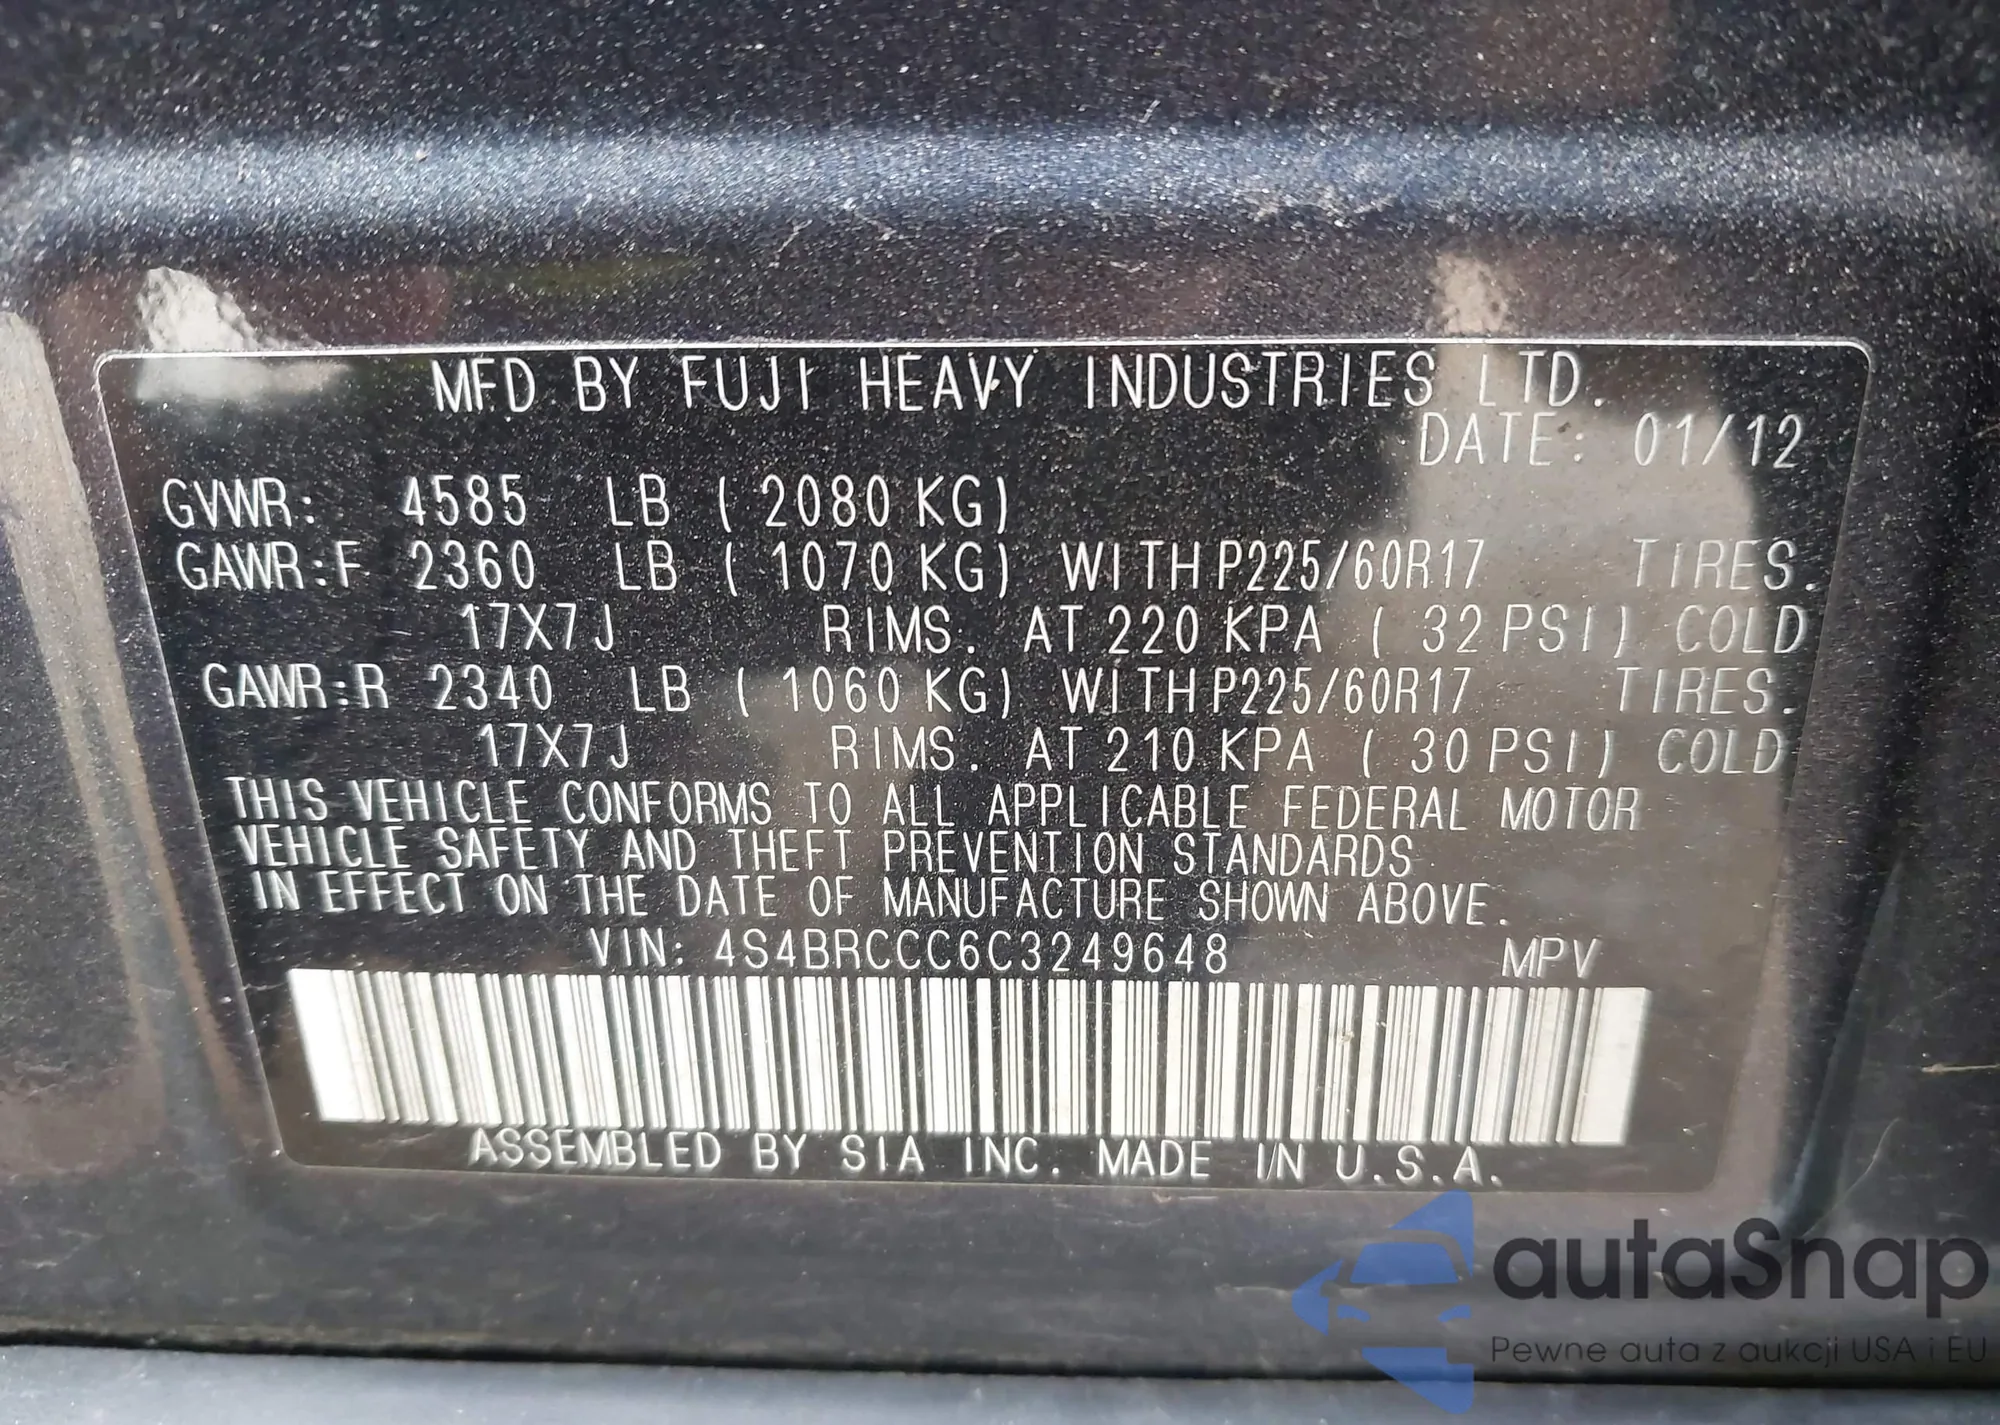 MFD BY FUJI HEAVY INDUSTRIES LTD.
DATE: 01/12
GVWR: 4585 LB ( 2080 KG)
GAWR:F 2360 LB ( 1070 KG) WITH P225/60R17 TIRES.
17X7J RIMS. AT 220 KPA ( 32 PSI) COLD
GAWR:R 2340 LB ( 1060 KG) WITH P225/60R17 TIRES.
17X7J RIMS. AT 210 KPA ( 30 PSI) COLD
THIS VEHICLE CONFORMS TO ALL APPLICABLE FEDERAL MOTOR
VEHICLE SAFETY AND THEFT PREVENTION STANDARDS
IN EFFECT ON THE DATE OF MANUFACTURE SHOWN ABOVE.
VIN: 4S4BRCCC6C3249648 MPV
ASSEMBLED BY SIA INC. MADE IN U.S.A.
autaSnap
Pewne auta z aukcji USA i EU